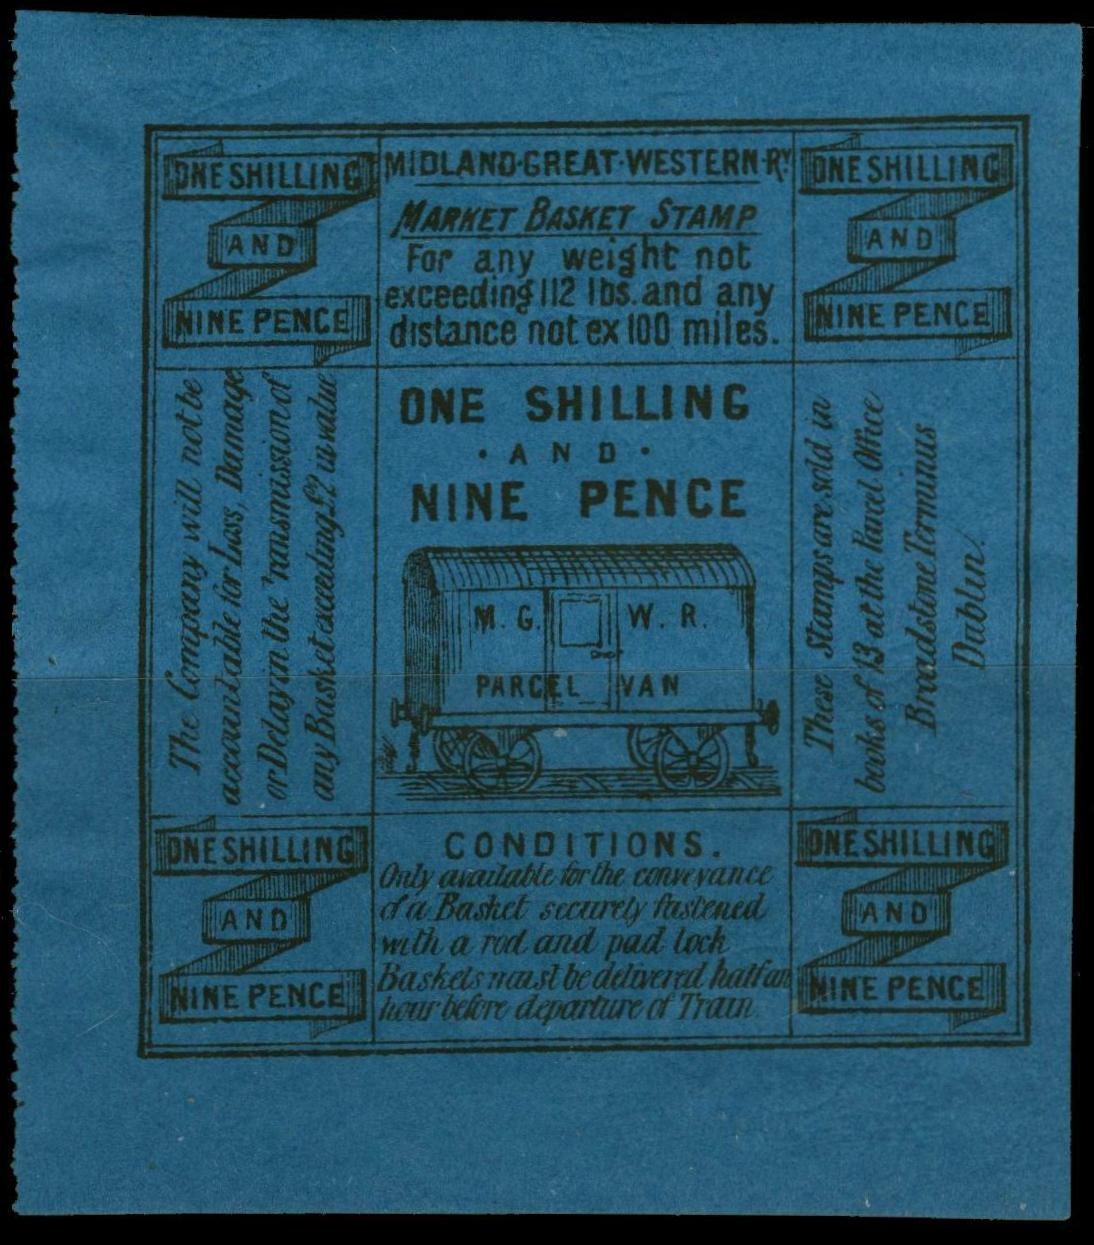 ONE SHILLING
AND
NINE PENCE
MIDLAND·GREAT·WESTERN·Ry
MARKET BASKET STAMP
For any weight not
exceeding 112 lbs. and any
distance not ex 100 miles.
ONE SHILLING
AND
NINE PENCE
The Company will not be
accountable for Loss, Damage
or Delay in the 'ransmission of
any Basket exceeding £2 in value
ONE SHILLING
· AND ·
NINE PENCE
M. G. W. R.
PARCEL VAN
These Stamps are sold in
books of 13 at the Parcel Office
Broadstone Terminus
Dublin.
ONE SHILLING
AND
NINE PENCE
CONDITIONS.
Only available for the conveyance
of a Basket securely fastened
with a rod and pad lock
Baskets must be delivered half an
hour before departure of Train
ONE SHILLING
AND
NINE PENCE